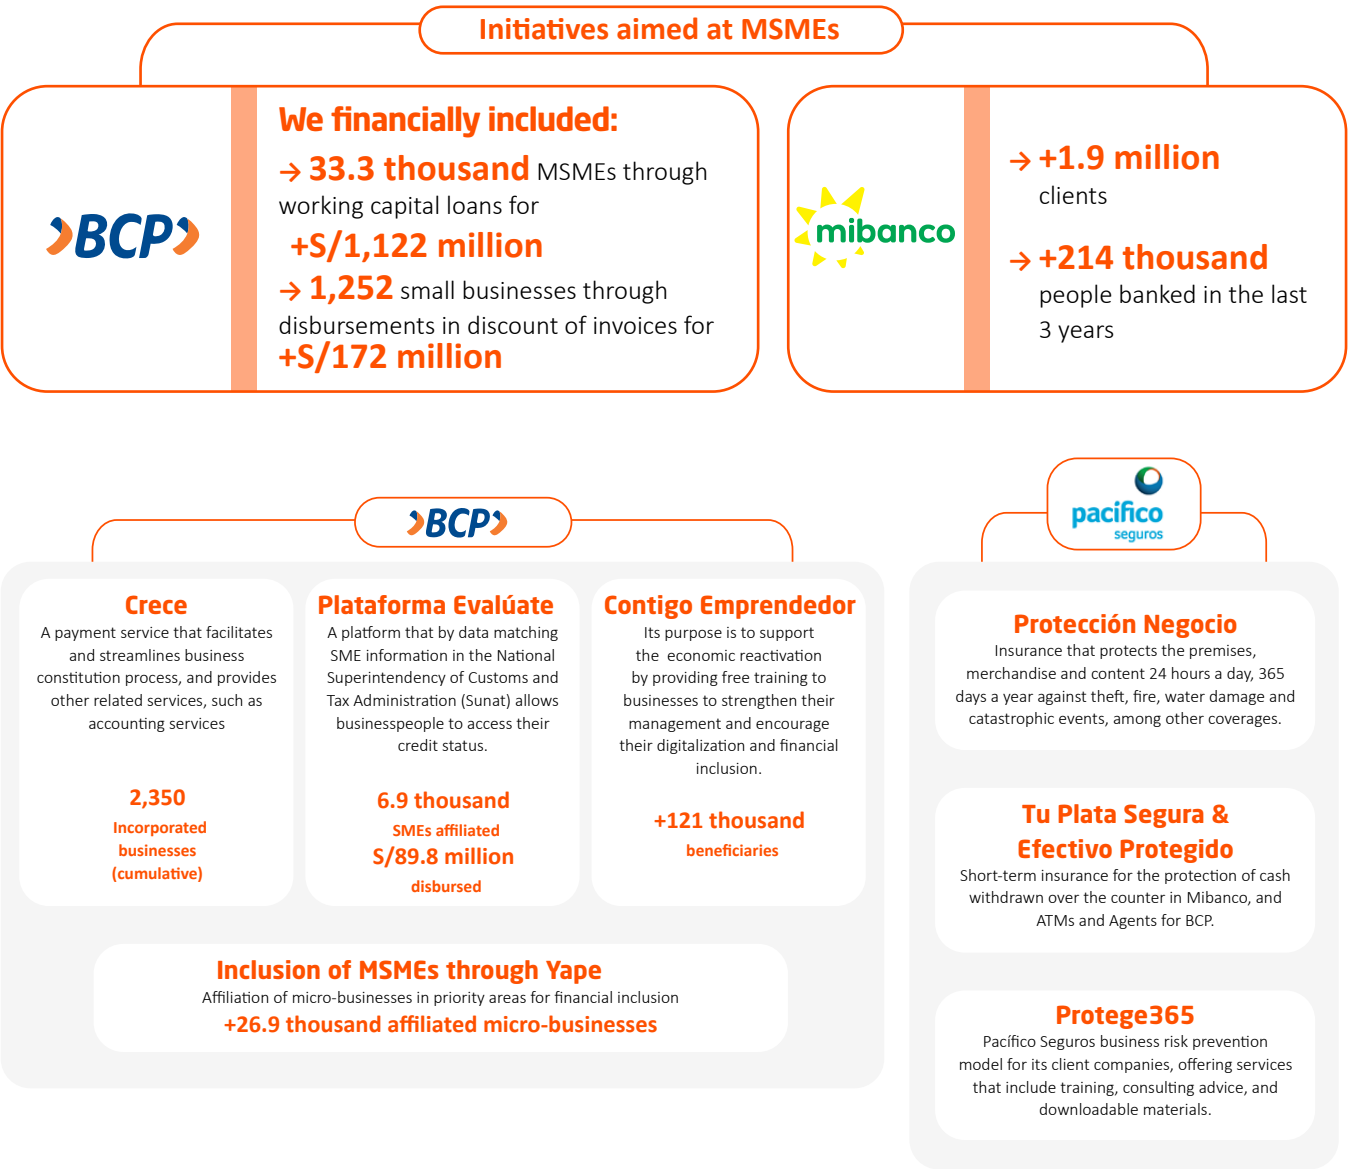 Initiatives aimed at MSMEs
BCP
We financially included:
→ 33.3 thousand MSMEs through
working capital loans for
+S/1,122 million
→ 1,252 small businesses through
disbursements in discount of invoices for
+S/172 million
mibanco
→ +1.9 million
clients
→ +214 thousand
people banked in the last
3 years
BCP
Crece
A payment service that facilitates
and streamlines business
constitution process, and provides
other related services, such as
accounting services
2,350
Incorporated
businesses
(cumulative)
Plataforma Evalúate
A platform that by data matching
SME information in the National
Superintendency of Customs and
Tax Administration (Sunat) allows
businesspeople to access their
credit status.
6.9 thousand
SMEs affiliated
S/89.8 million
disbursed
Contigo Emprendedor
Its purpose is to support
the economic reactivation
by providing free training to
businesses to strengthen their
management and encourage
their digitalization and financial
inclusion.
+121 thousand
beneficiaries
Inclusion of MSMEs through Yape
Affiliation of micro-businesses in priority areas for financial inclusion
+26.9 thousand affiliated micro-businesses
pacifico
seguros
Protección Negocio
Insurance that protects the premises,
merchandise and content 24 hours a day, 365
days a year against theft, fire, water damage and
catastrophic events, among other coverages.
Tu Plata Segura &
Efectivo Protegido
Short-term insurance for the protection of cash
withdrawn over the counter in Mibanco, and
ATMs and Agents for BCP.
Protege365
Pacífico Seguros business risk prevention
model for its client companies, offering services
that include training, consulting advice, and
downloadable materials.